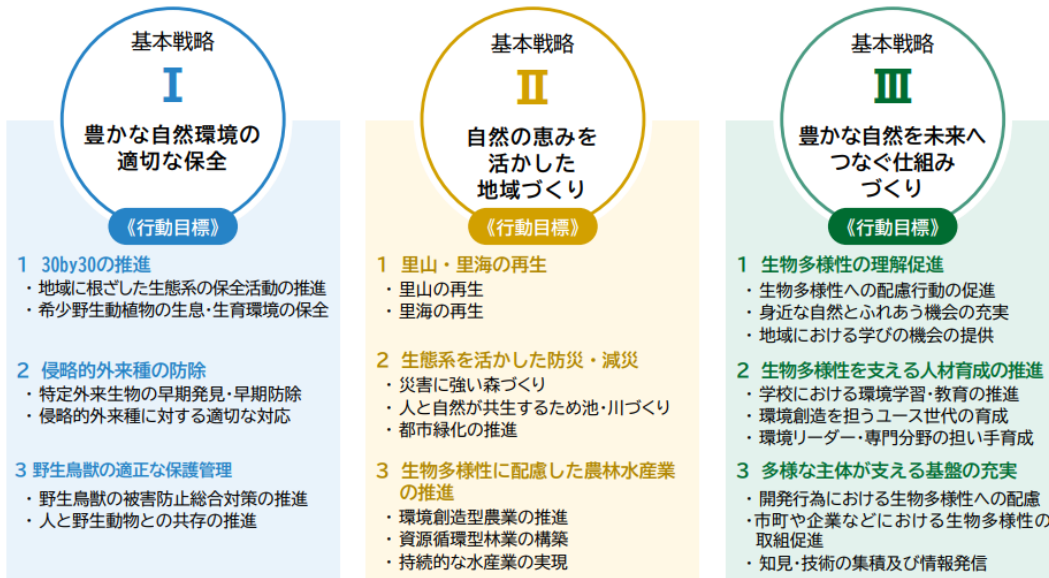 基本戦略
I
豊かな自然環境の
適切な保全
《行動目標》
1 30by30の推進
・地域に根ざした生態系の保全活動の推進
・希少野生動植物の生息・生育環境の保全
2 侵略的外来種の防除
・特定外来生物の早期発見・早期防除
・侵略的外来種に対する適切な対応
3 野生鳥獣の適正な保護管理
・野生鳥獣の被害防止総合対策の推進
・人と野生動物との共存の推進
基本戦略
II
自然の恵みを
活かした
地域づくり
《行動目標》
1 里山・里海の再生
・里山の再生
・里海の再生
2 生態系を活かした防災・減災
・災害に強い森づくり
・人と自然が共生するため池・川づくり
・都市緑化の推進
3 生物多様性に配慮した農林水産業
の推進
・環境創造型農業の推進
・資源循環型林業の構築
・持続的な水産業の実現
基本戦略
III
豊かな自然を未来へ
つなぐ仕組み
づくり
《行動目標》
1 生物多様性の理解促進
・生物多様性への配慮行動の促進
・身近な自然とふれあう機会の充実
・地域における学びの機会の提供
2 生物多様性を支える人材育成の推進
・学校における環境学習・教育の推進
・環境創造を担うユース世代の育成
・環境リーダー・専門分野の担い手育成
3 多様な主体が支える基盤の充実
・開発行為における生物多様性への配慮
・市町や企業などにおける生物多様性の
取組促進
・知見・技術の集積及び情報発信